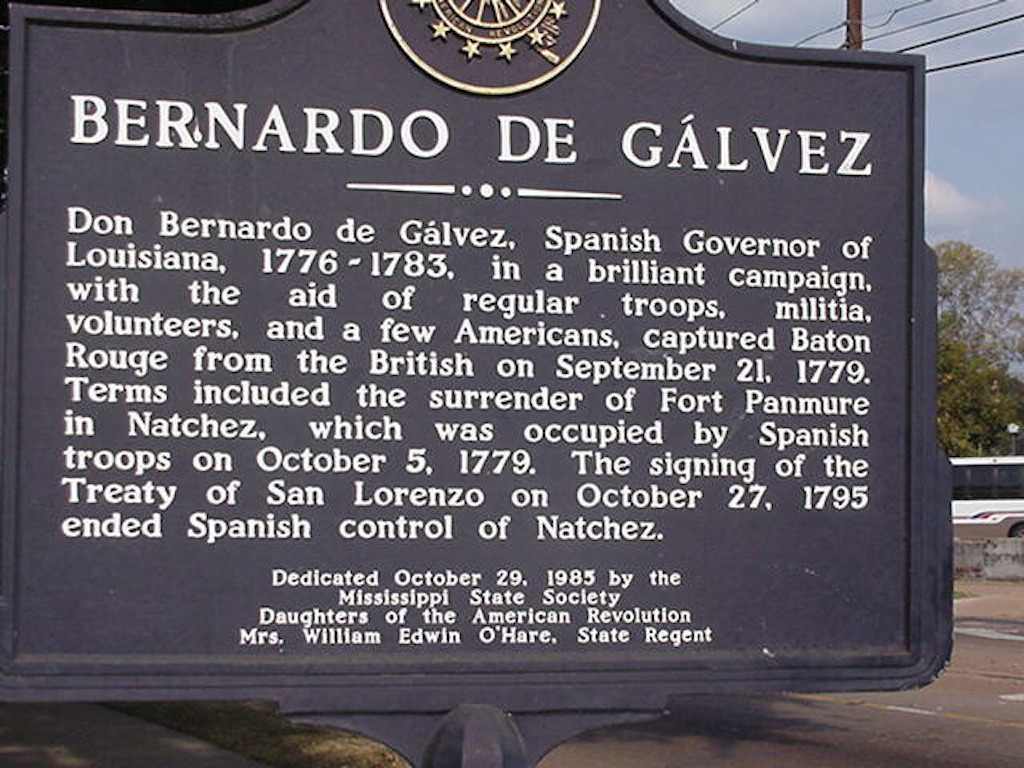 REVOLUTION
BERNARDO DE GÁLVEZ
Don Bernardo de Gálvez, Spanish Governor of
Louisiana, 1776-1783, in a brilliant campaign,
with the aid of regular troops, militia,
volunteers, and a few Americans, captured Baton
Rouge from the British on September 21, 1779.
Terms included the surrender of Fort Panmure
in Natchez, which was occupied by Spanish
troops on October 5, 1779. The signing of the
Treaty of San Lorenzo on October 27, 1795
ended Spanish control of Natchez.
Dedicated October 29, 1985 by the
Mississippi State Society
Daughters of the American Revolution
Mrs. William Edwin O'Hare, State Regent